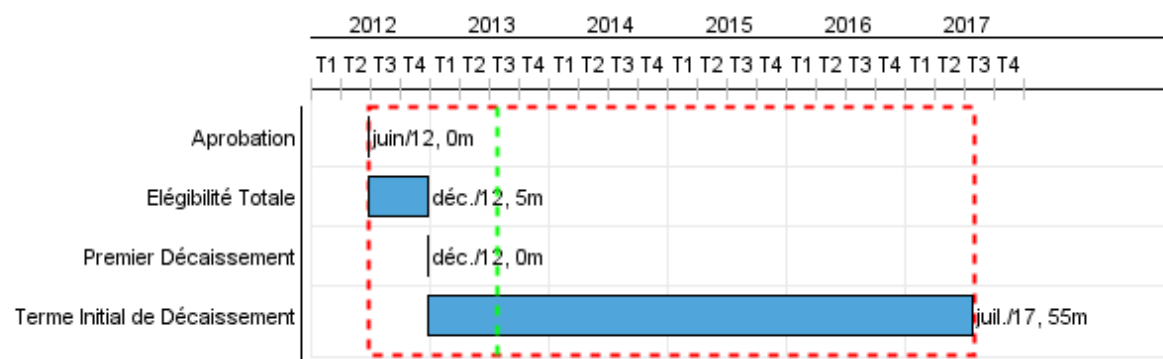 2012 2013 2014 2015 2016 2017
T1 T2 T3 T4 T1 T2 T3 T4 T1 T2 T3 T4 T1 T2 T3 T4 T1 T2 T3 T4 T1 T2 T3 T4
Aprobation juin/12, 0m
Elégibilité Totale déc./12, 5m
Premier Décaissement déc./12, 0m
Terme Initial de Décaissement juil./17, 55m